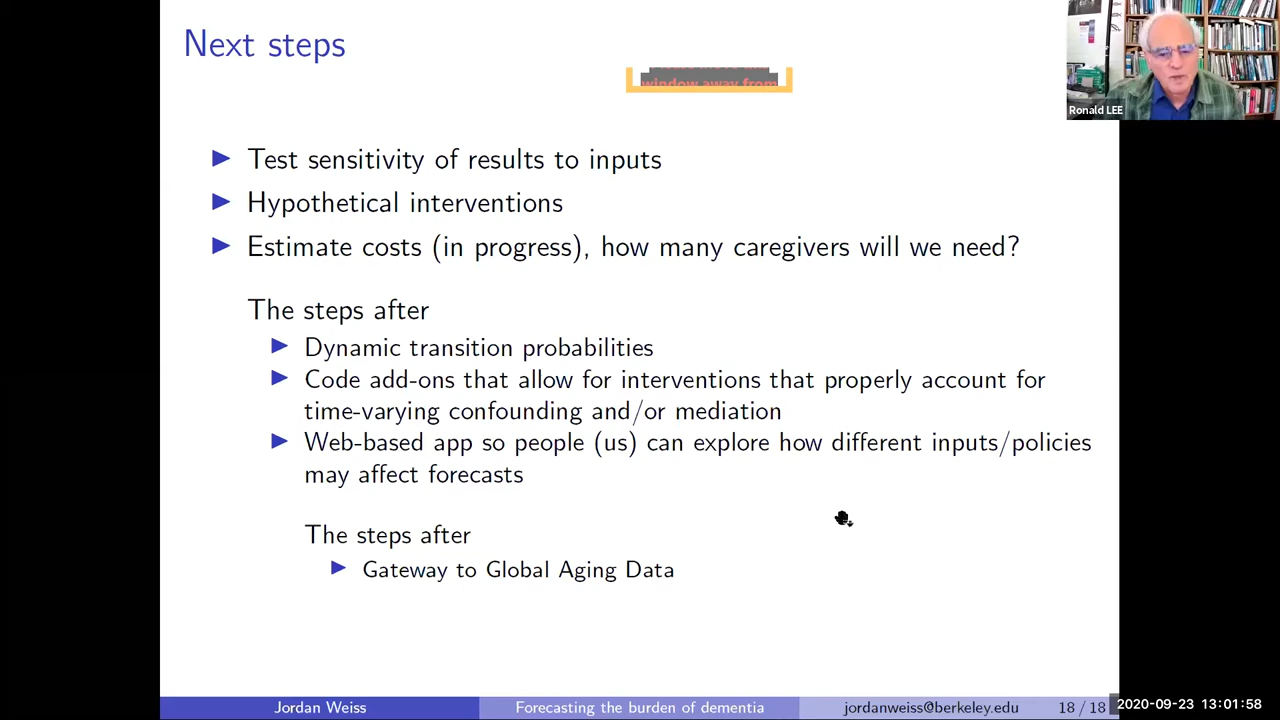 Next steps
window away from
Ronald LEE
Test sensitivity of results to inputs
Hypothetical interventions
Estimate costs (in progress), how many caregivers will we need?
The steps after
Dynamic transition probabilities
Code add-ons that allow for interventions that properly account for
time-varying confounding and/or mediation
Web-based app so people (us) can explore how different inputs/policies
may affect forecasts
The steps after
Gateway to Global Aging Data
Jordan Weiss
Forecasting the burden of dementia
jordanweiss@berkeley.edu
18 / 18
2020-09-23 13:01:58